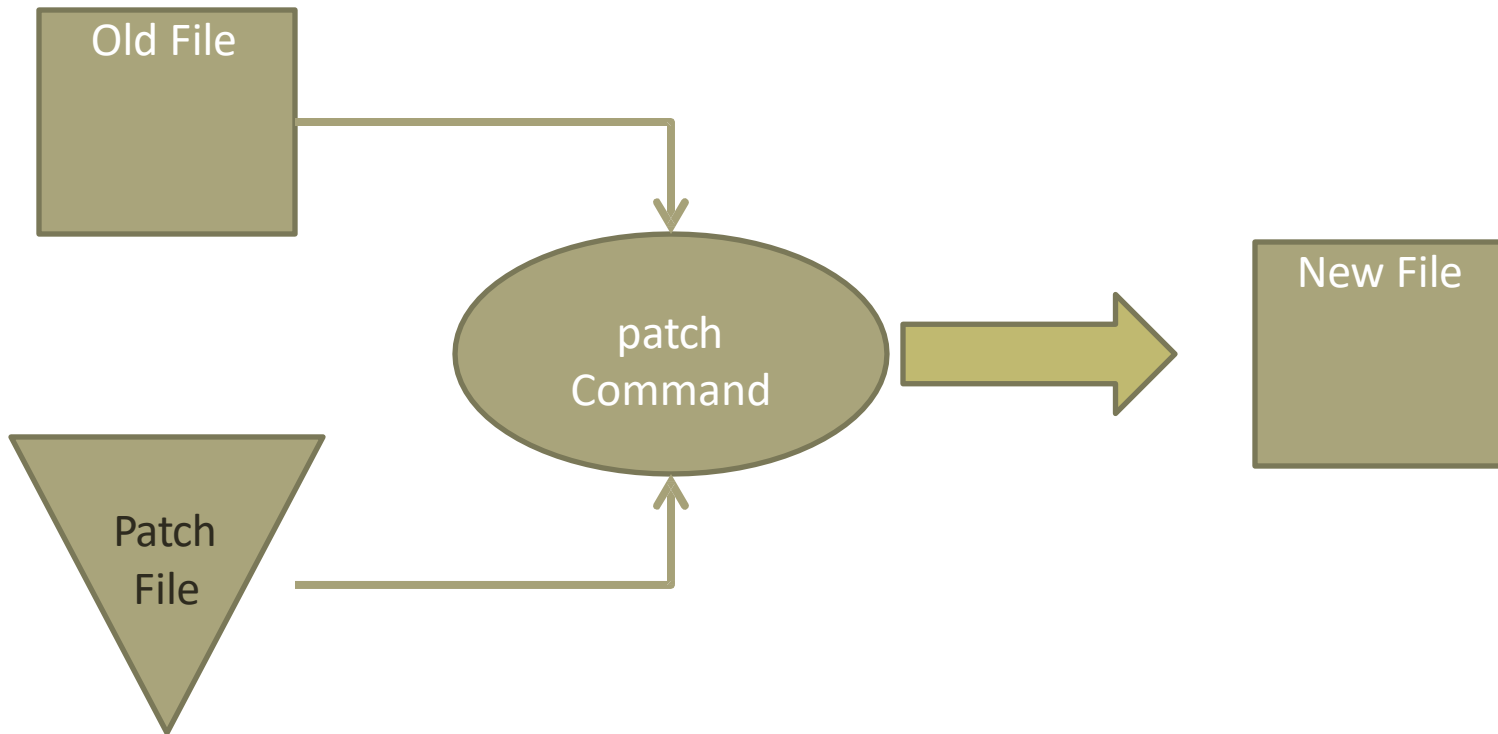 Old File
patch
Command
New File
Patch
File